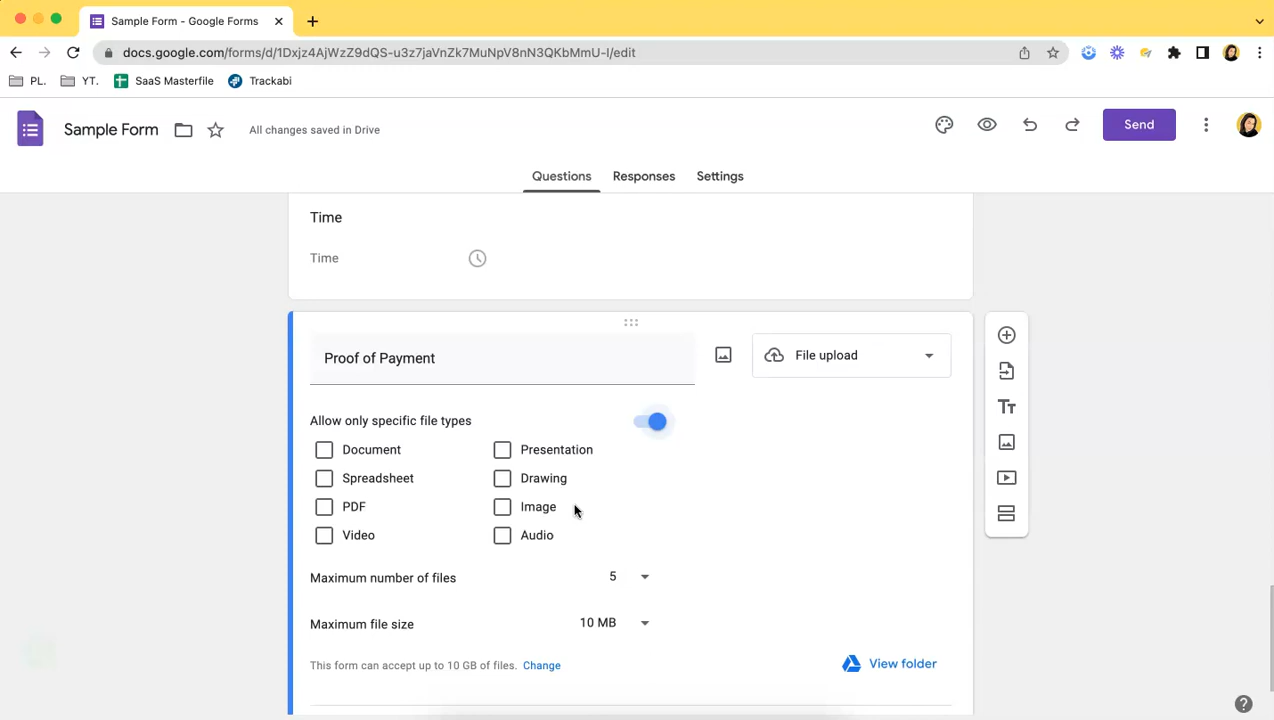 Sample Form - Google Forms
docs.google.com/forms/d/1Dxjz4AjWzZ9dQS-u3z7jaVnZk7MuNpV8nN3QKbMmU-I/edit
PL. YT. SaaS Masterfile Trackabi
Sample Form All changes saved in Drive Send
Questions Responses Settings
Time
Time
Proof of Payment File upload
Allow only specific file types
Document Presentation
Spreadsheet Drawing
PDF Image
Video Audio
Maximum number of files 5
Maximum file size 10 MB
This form can accept up to 10 GB of files. Change View folder